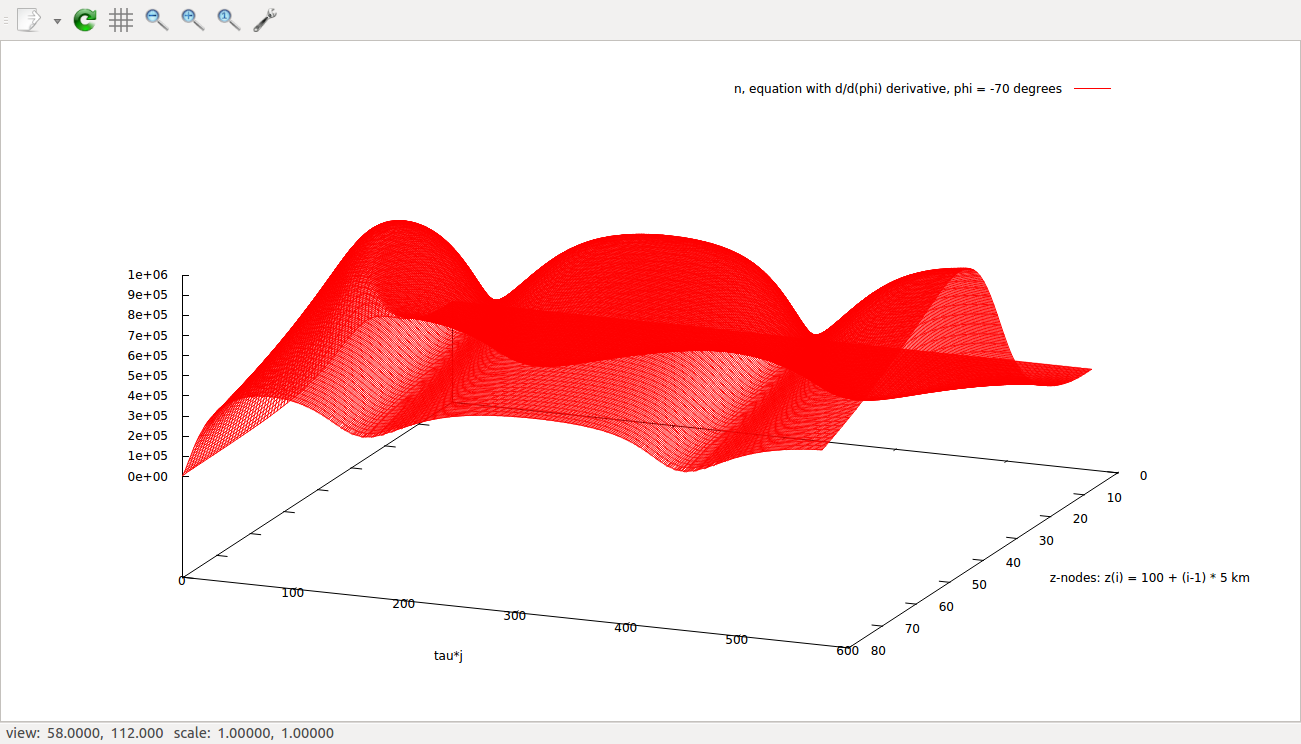 n, equation with d/d(phi) derivative, phi = -70 degrees
1e+06
9e+05
8e+05
7e+05
6e+05
5e+05
4e+05
3e+05
2e+05
1e+05
0e+00
0
100
200
300
400
500
600
tau*j
0
10
20
30
40
50
60
70
80
z-nodes: z(i) = 100 + (i-1) * 5 km
view: 58.0000, 112.000 scale: 1.00000, 1.00000